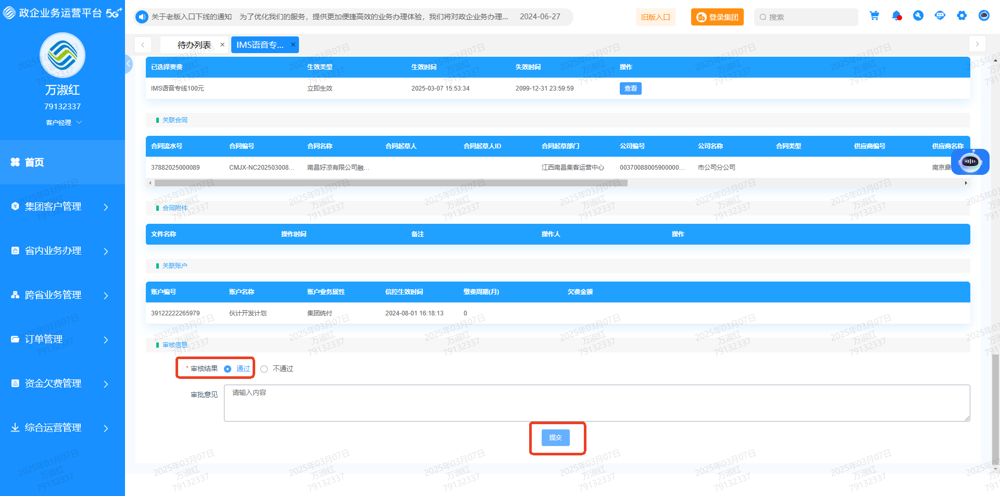 政企业务运营平台 5G++
关于老版入口下线的通知 为了优化我们的服务，提供更加便捷高效的业务办理体验，我们将对政企业务办理... 2024-06-27
旧版入口
登录集团
搜索
待办列表 ×
IMS语音专... ×
万淑红
79132337
客户经理
首页
集团客户管理
省内业务办理
跨省业务管理
订单管理
资金欠费管理
综合运营管理
已选择资费 生效类型 生效时间 失效时间 操作
IMS语音专线100元 立即生效 2025-03-07 15:53:34 2099-12-31 23:59:59 查看
关联合同
合同流水号 合同编号 合同名称 合同起草人 合同起草人ID 合同起草部门 公司编号 公司名称 合同类型 供应商编号 供应商名称
37882025000089 CMJX-NC202503008... 南昌好凉有限公司融... 江西南昌集客运营中心 00370088005900000... 市公司分公司 南京鼎
合同附件
文件名称 操作时间 备注 操作人 操作
关联账户
账户编号 账户名称 账户业务属性 信控生效时间 缴费周期(月) 欠费金额
39122222265979 伙计开发计划 集团统付 2024-08-01 16:18:13 0
审核信息
* 审核结果 通过 不通过
审批意见 请输入内容
提交
2025年03月07日
万淑红
79132337